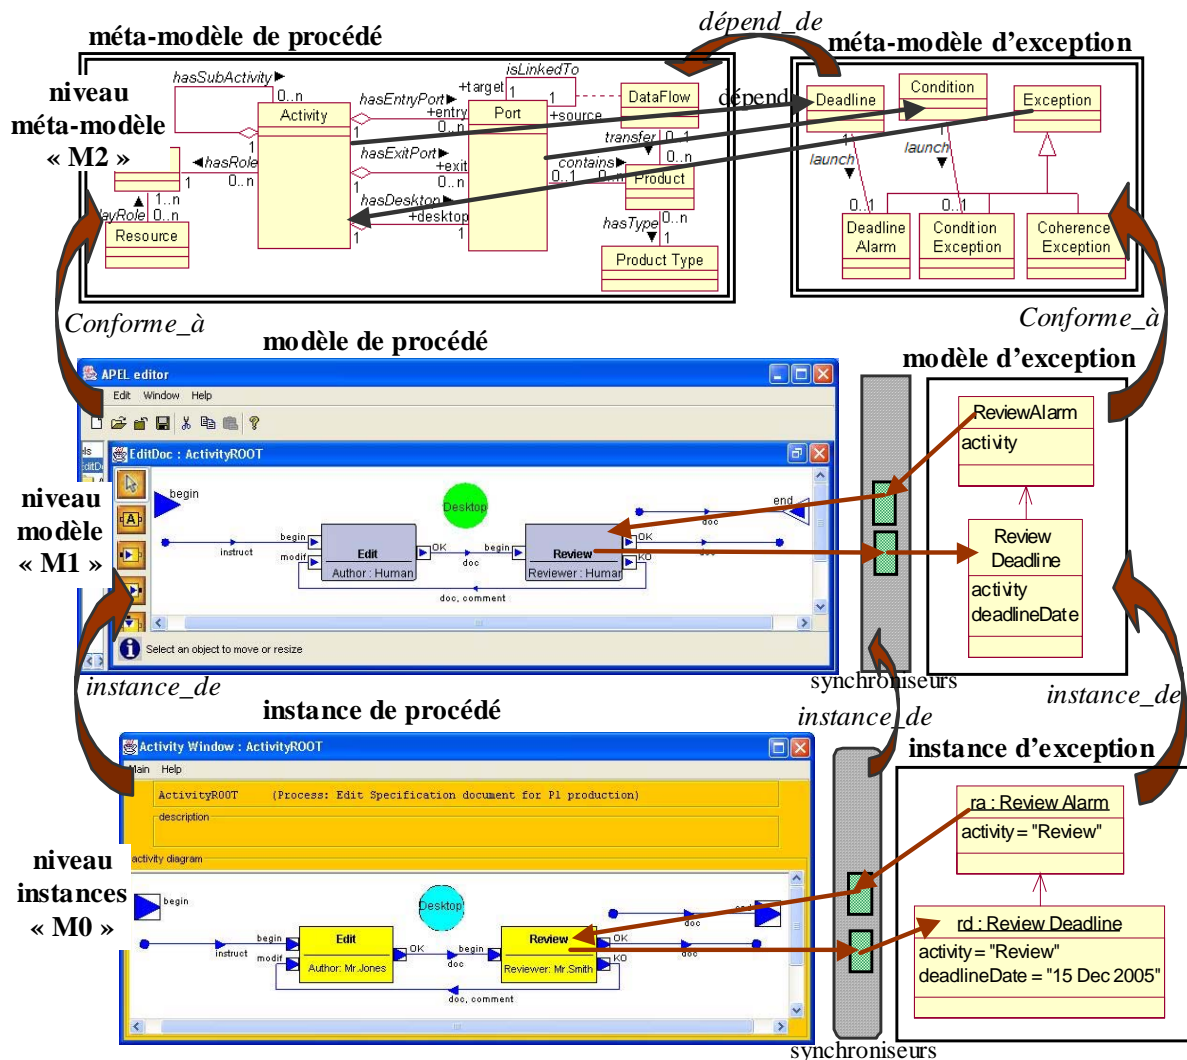 dépend_de
méta-modèle de procédé
méta-modèle d'exception
niveau
méta-modèle
« M2 »
hasSubActivity
0..n
1
Activity
hasEntryPort
+entry
1
0..n
hasExitPort
+exit
0..n
hasDesktop
+desktop
1
1
hasRole
1
0..n
1..n
layRole
0..n
Resource
isLinkedTo
+target
1
1
+source
Port
DataFlow
transfer
0..1
0..n
contains
0..1
0..n
Product
hasType
0..n
1
Product Type
dépend
Deadline
Condition
Exception
1
launch
0..1
1
launch
0..1
Deadline
Alarm
Condition
Exception
Coherence
Exception
Conforme_à
Conforme_à
modèle de procédé
modèle d'exception
niveau
modèle
« M1 »
APEL editor
Edit Window Help
els
EditDo
EditDoc : ActivityROOT
begin
Desktop
end
doc
instruct
begin
modif
Edit
Author : Human
OK
doc
begin
Review
Reviewer : Human
OK
KO
doc
doc, comment
Select an object to move or resize
ReviewAlarm
activity
Review
Deadline
activity
deadlineDate
synchroniseurs
instance_de
instance_de
instance_de
instance de procédé
instance d'exception
niveau
instances
« M0 »
Activity Window : ActivityROOT
Main Help
ActivityROOT (Process: Edit Specification document for P1 production)
description
activity diagram
begin
Desktop
end
doc
instruct
begin
modif
Edit
Author: Mr.Jones
OK
doc
begin
Review
Reviewer: Mr.Smith
OK
KO
doc
doc, comment
ra : Review Alarm
activity = "Review"
rd : Review Deadline
activity = "Review"
deadlineDate = "15 Dec 2005"
synchroniseurs